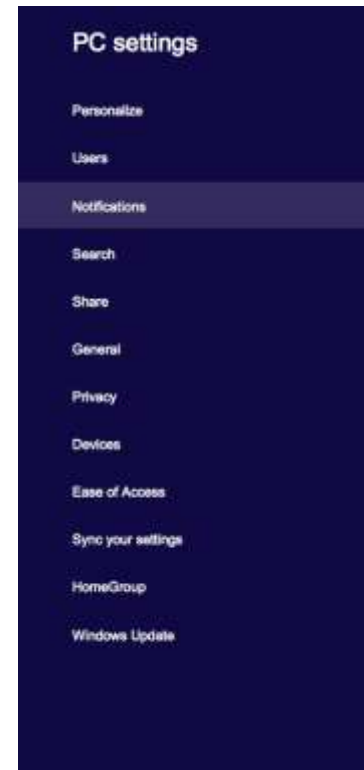 PC settings
Personalize
Users
Notifications
Search
Share
General
Privacy
Devices
Ease of Access
Sync your settings
HomeGroup
Windows Update